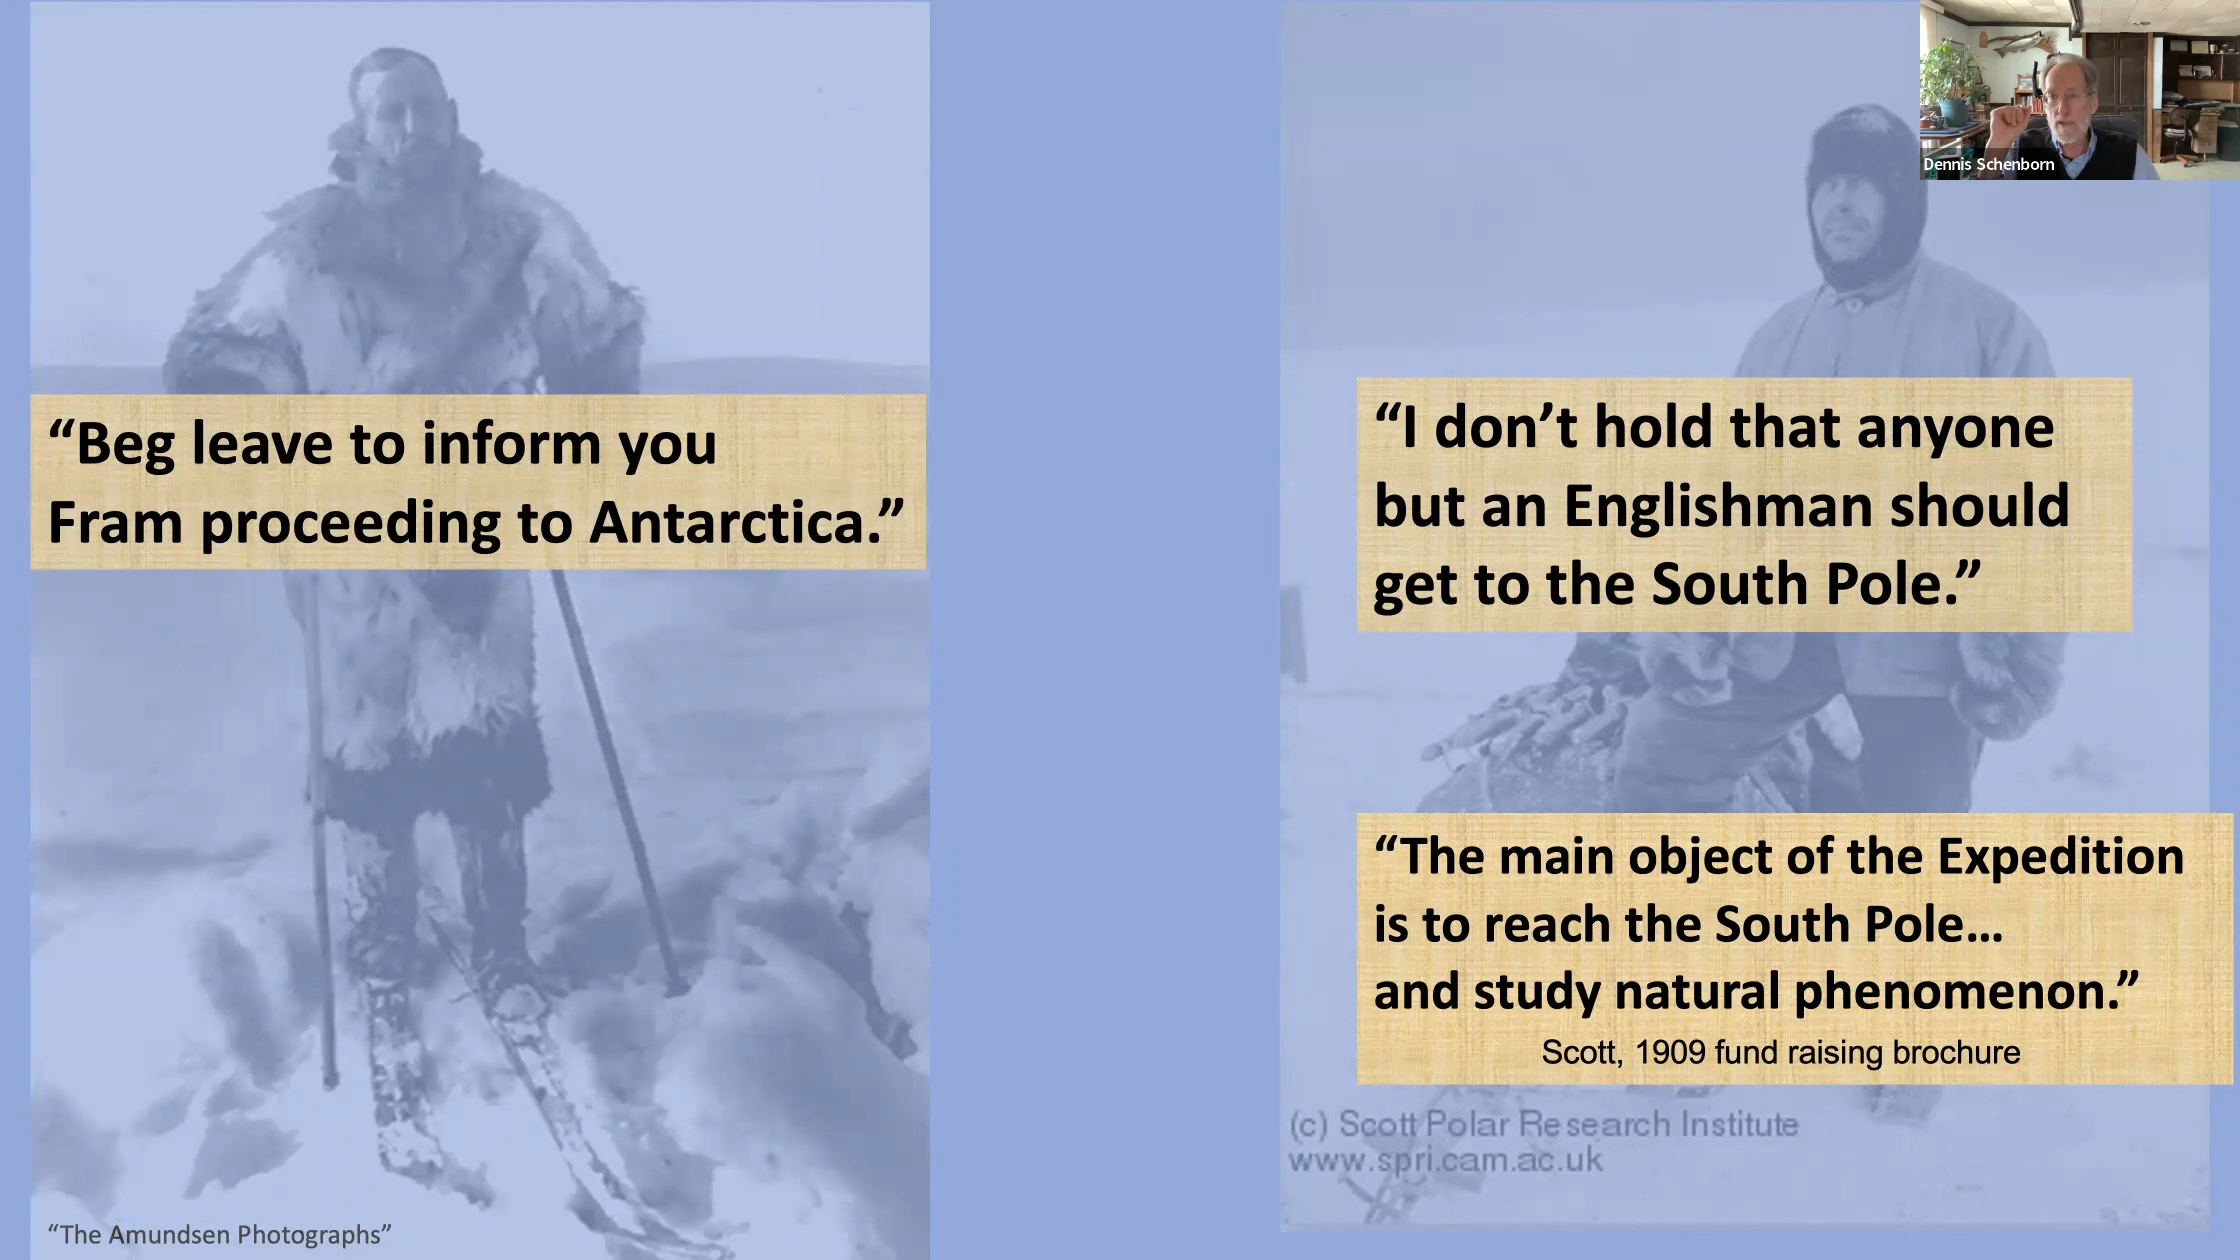 “Beg leave to inform you
Fram proceeding to Antarctica.”
“The Amundsen Photographs”
Dennis Schenborn
“I don’t hold that anyone
but an Englishman should
get to the South Pole.”
“The main object of the Expedition
is to reach the South Pole…
and study natural phenomenon.”
Scott, 1909 fund raising brochure
(c) Scott Polar Research Institute
www.spri.cam.ac.uk